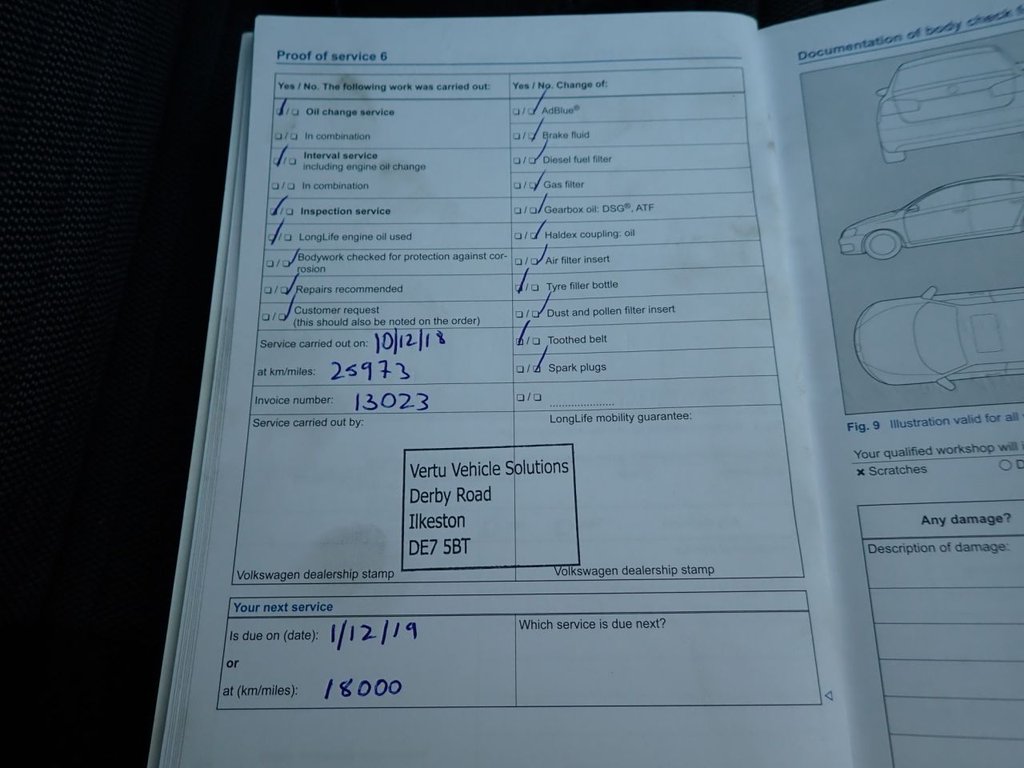 Proof of service 6
Yes / No. The following work was carried out:
Oil change service
In combination
Interval service
including engine oil change
In combination
Inspection service
LongLife engine oil used
Bodywork checked for protection against cor-
rosion
Repairs recommended
Customer request
(this should also be noted on the order)
Service carried out on: 10/12/18
at km/miles: 25973
Invoice number: 13023
Service carried out by:
Yes / No. Change of:
AdBlue®
Brake fluid
Diesel fuel filter
Gas filter
Gearbox oil: DSG®, ATF
Haldex coupling: oil
Air filter insert
Tyre filler bottle
Dust and pollen filter insert
Toothed belt
Spark plugs
LongLife mobility guarantee:
Vertu Vehicle Solutions
Derby Road
Ilkeston
DE7 5BT
Volkswagen dealership stamp
Volkswagen dealership stamp
Your next service
Is due on (date): 1/12/19
or
at (km/miles): 18000
Which service is due next?
Documentation of body check
Fig. 9 Illustration valid for all
Your qualified workshop will
× Scratches
Any damage?
Description of damage: